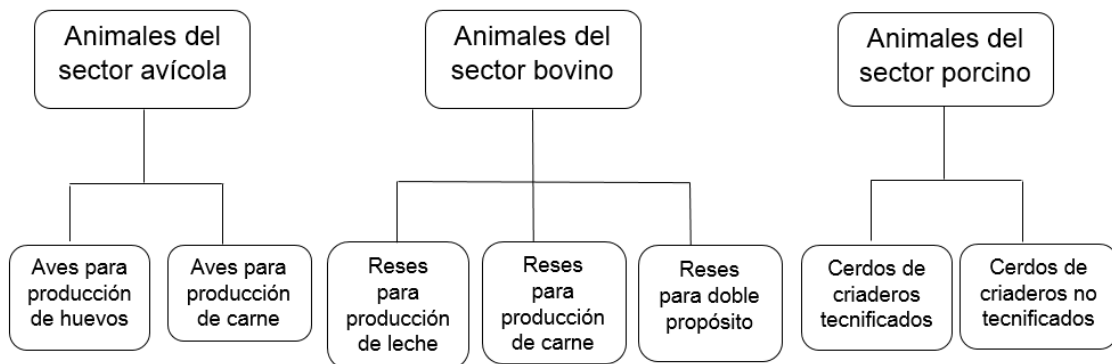 Animales del
sector avícola
Animales del
sector bovino
Animales del
sector porcino
Aves para
producción
de huevos
Aves para
producción
de carne
Reses
para
producción
de leche
Reses
para
producción
de carne
Reses
para doble
propósito
Cerdos de
criaderos
tecnificados
Cerdos de
criaderos no
tecnificados